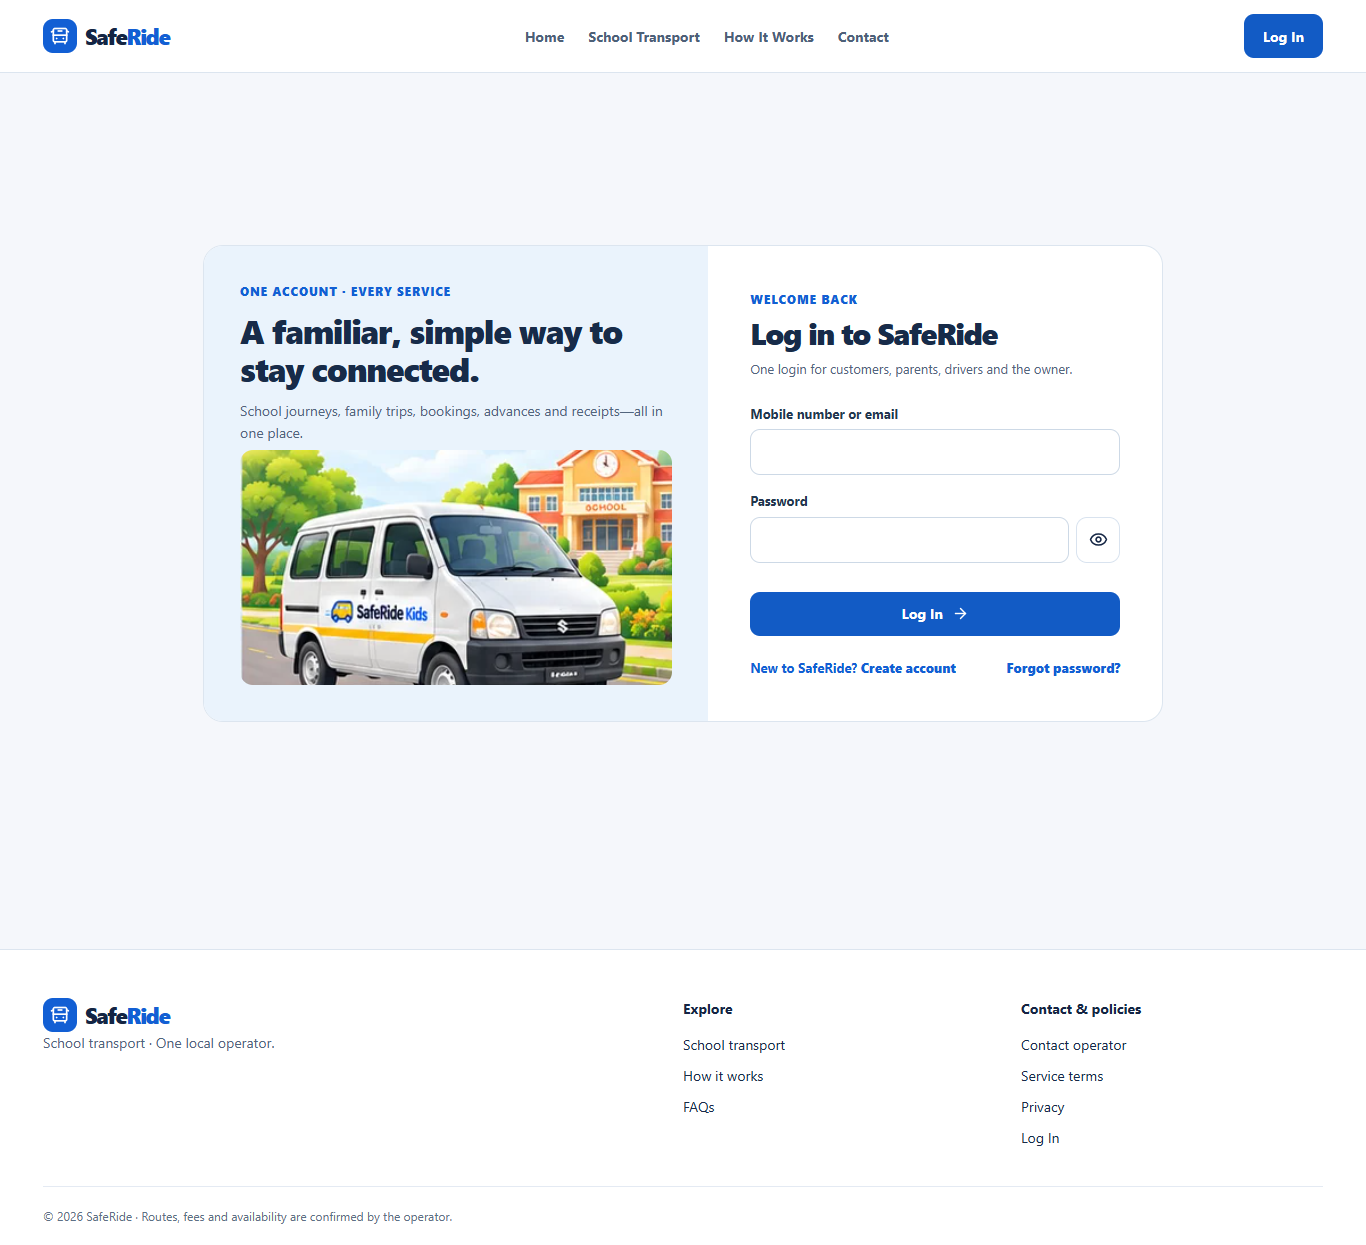 SafeRide
Home
School Transport
How It Works
Contact
Log In
ONE ACCOUNT · EVERY SERVICE
A familiar, simple way to
stay connected.
School journeys, family trips, bookings, advances and receipts—all in
one place.
SCHOOL
SafeRide Kids
WELCOME BACK
Log in to SafeRide
One login for customers, parents, drivers and the owner.
Mobile number or email
Password
Log In
New to SafeRide? Create account
Forgot password?
SafeRide
School transport · One local operator.
Explore
School transport
How it works
FAQs
Contact & policies
Contact operator
Service terms
Privacy
Log In
© 2026 SafeRide · Routes, fees and availability are confirmed by the operator.